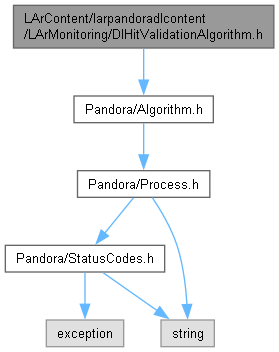 LArContent/larpandoradlcontent
/LArMonitoring/DlHitValidationAlgorithm.h
Pandora/Algorithm.h
Pandora/Process.h
Pandora/StatusCodes.h
exception
string